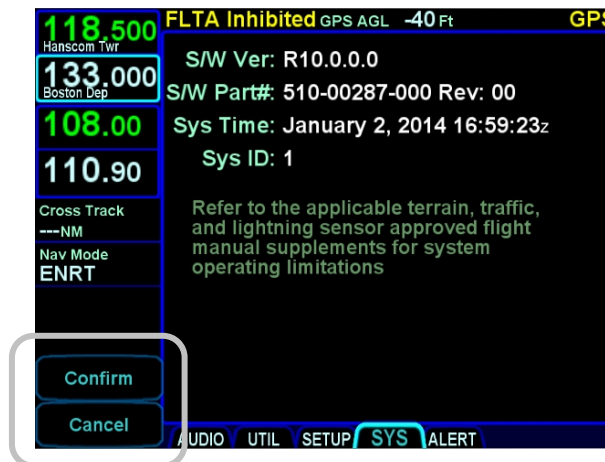 118.500
Hanscom Twr
133.000
Boston Dep
108.00
110.90
Cross Track
---NM
Nav Mode
ENRT
Confirm
Cancel
FLTA Inhibited GPS AGL -40 Ft GPS
S/W Ver: R10.0.0.0
S/W Part#: 510-00287-000 Rev: 00
Sys Time: January 2, 2014 16:59:23z
Sys ID: 1
Refer to the applicable terrain, traffic,
and lightning sensor approved flight
manual supplements for system
operating limitations
AUDIO UTIL SETUP SYS ALERT